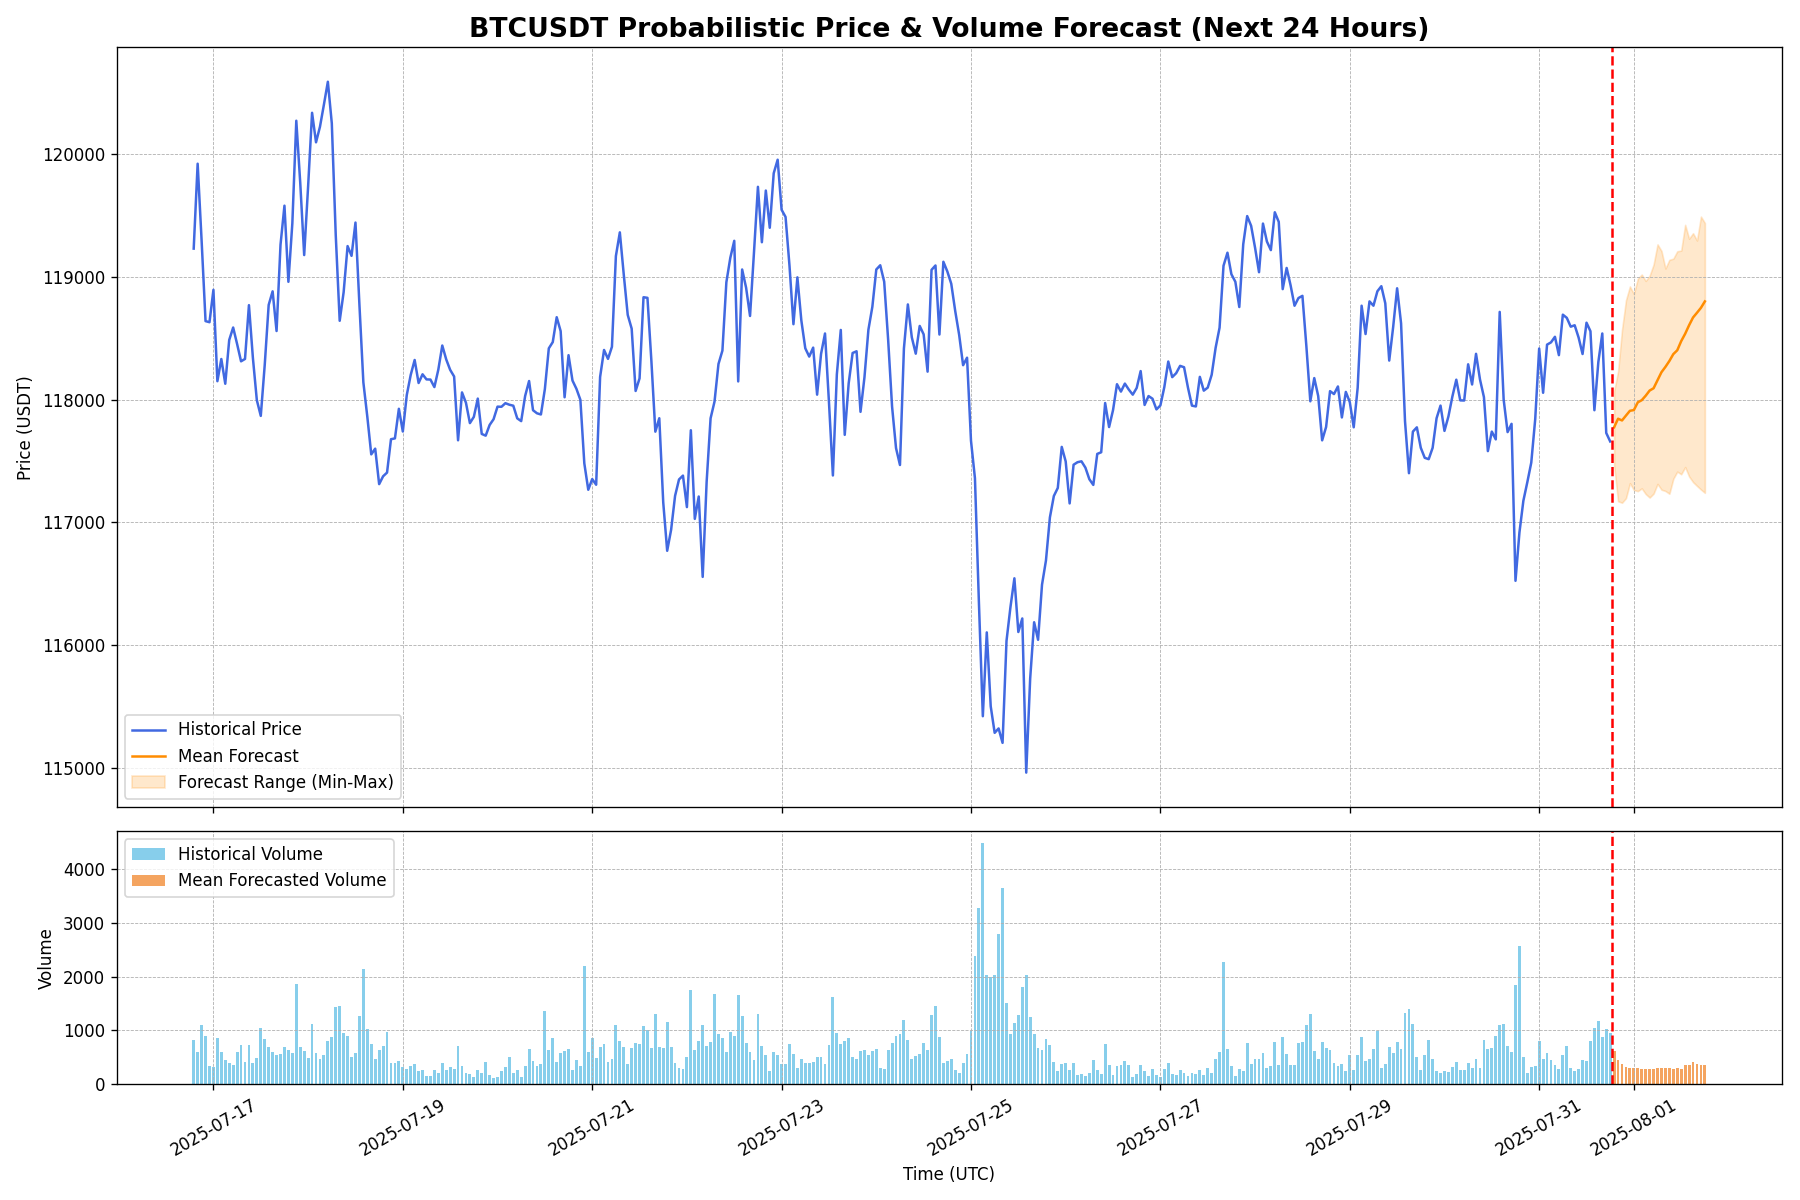 BTCUSDT Probabilistic Price & Volume Forecast (Next 24 Hours)
Price (USDT)
120000
119000
118000
117000
116000
115000
Historical Price
Mean Forecast
Forecast Range (Min-Max)
Volume
4000
3000
2000
1000
0
Historical Volume
Mean Forecasted Volume
2025-07-17
2025-07-19
2025-07-21
2025-07-23
2025-07-25
2025-07-27
2025-07-29
2025-07-31
2025-08-01
Time (UTC)